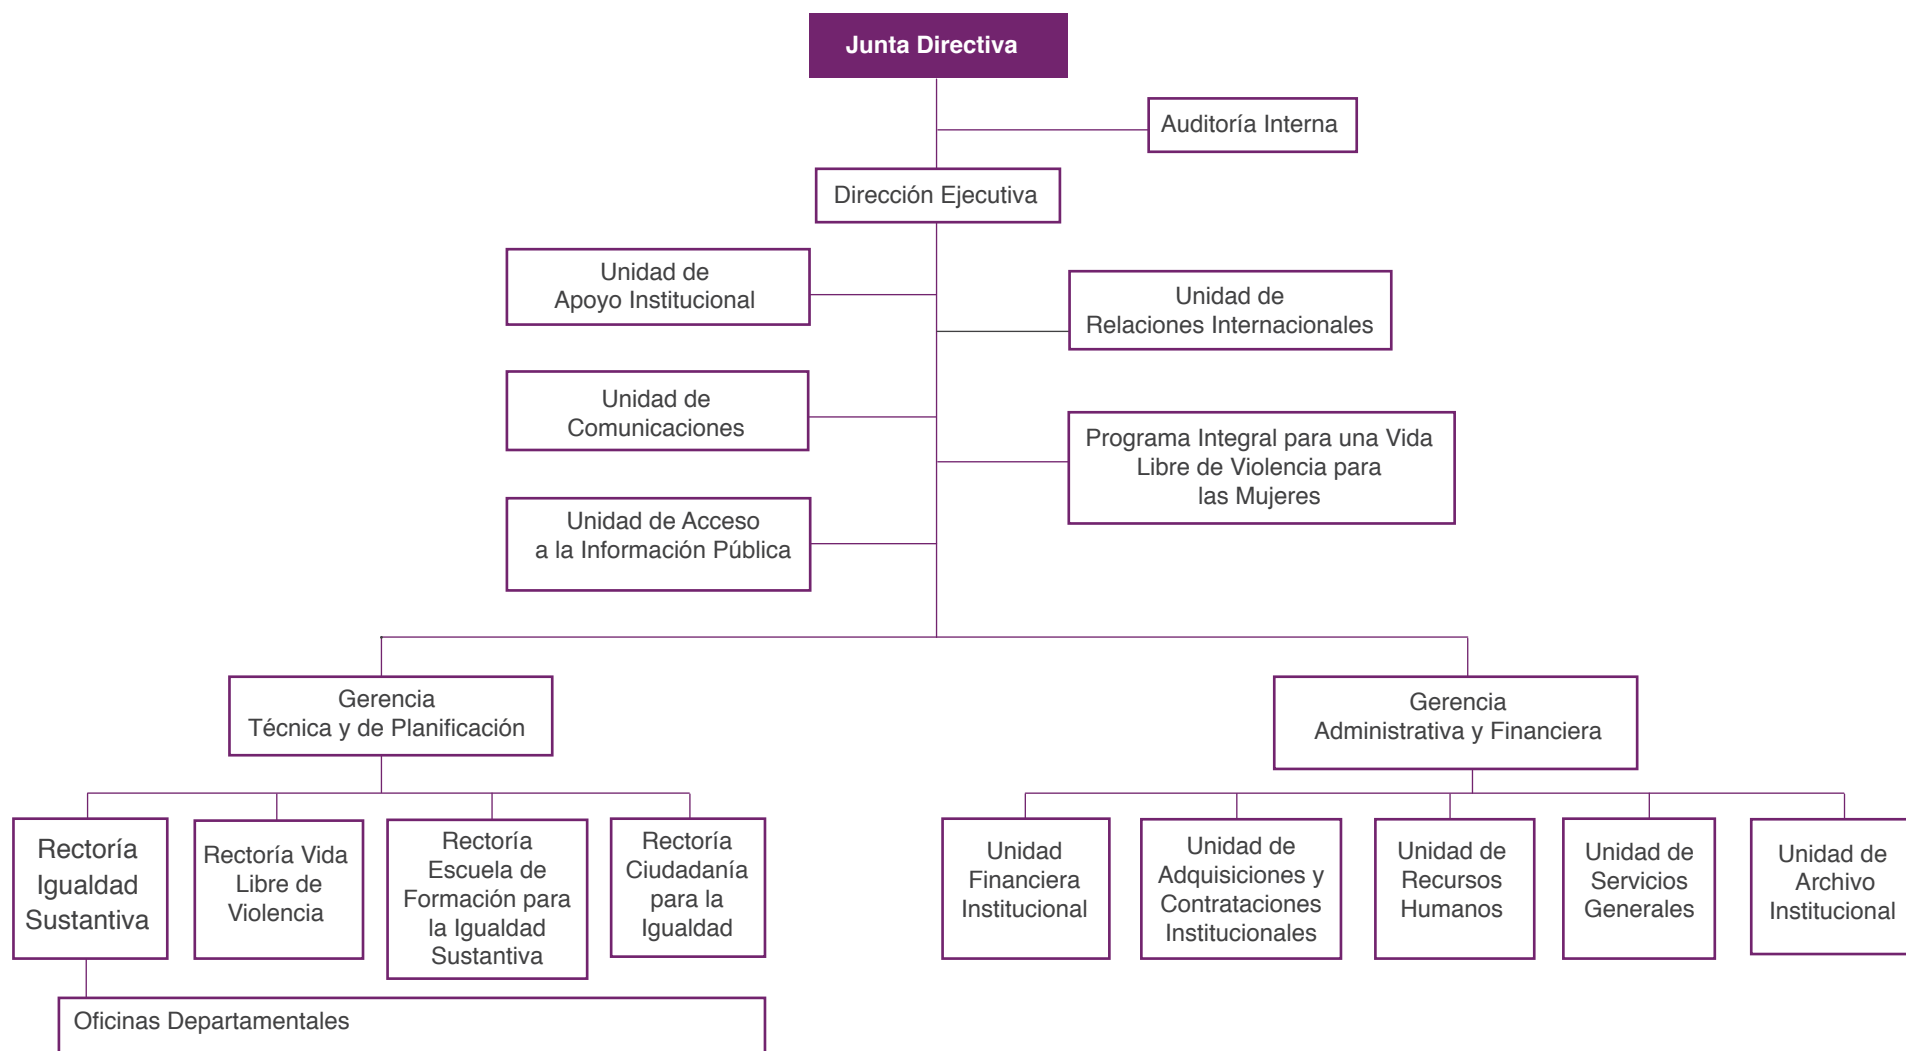 Junta Directiva
Auditoría Interna
Dirección Ejecutiva
Unidad de
Apoyo Institucional
Unidad de
Relaciones Internacionales
Unidad de
Comunicaciones
Programa Integral para una Vida
Libre de Violencia para
las Mujeres
Unidad de Acceso
a la Información Pública
Gerencia
Técnica y de Planificación
Gerencia
Administrativa y Financiera
Rectoría
Igualdad
Sustantiva
Rectoría Vida
Libre de
Violencia
Rectoría
Escuela de
Formación para
la Igualdad
Sustantiva
Rectoría
Ciudadanía
para la
Igualdad
Unidad
Financiera
Institucional
Unidad de
Adquisiciones y
Contrataciones
Institucionales
Unidad de
Recursos
Humanos
Unidad de
Servicios
Generales
Unidad de
Archivo
Institucional
Oficinas Departamentales